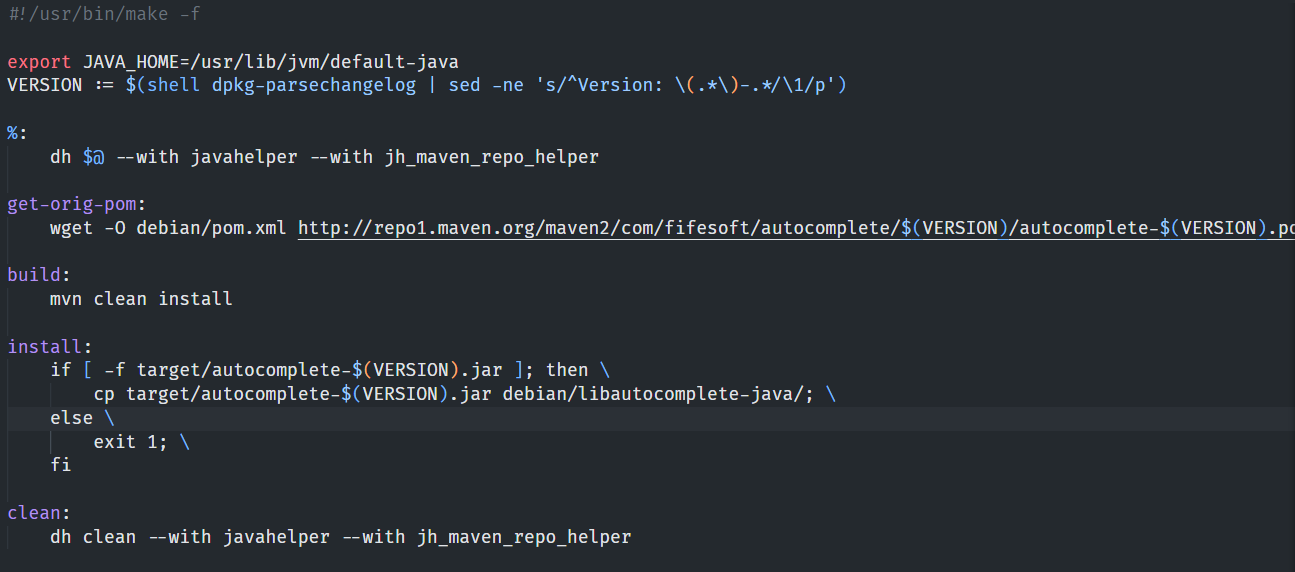 #!/usr/bin/make -f
export JAVA_HOME=/usr/lib/jvm/default-java
VERSION := $(shell dpkg-parsechangelog | sed -ne 's/^Version: \(.*\)-.*/\1/p')
%:
dh $@ --with javahelper --with jh_maven_repo_helper
get-orig-pom:
wget -O debian/pom.xml http://repo1.maven.org/maven2/com/fifesoft/autocomplete/$(VERSION)/autocomplete-$(VERSION).po
build:
mvn clean install
install:
if [ -f target/autocomplete-$(VERSION).jar ]; then \
cp target/autocomplete-$(VERSION).jar debian/libautocomplete-java/; \
else \
exit 1; \
fi
clean:
dh clean --with javahelper --with jh_maven_repo_helper